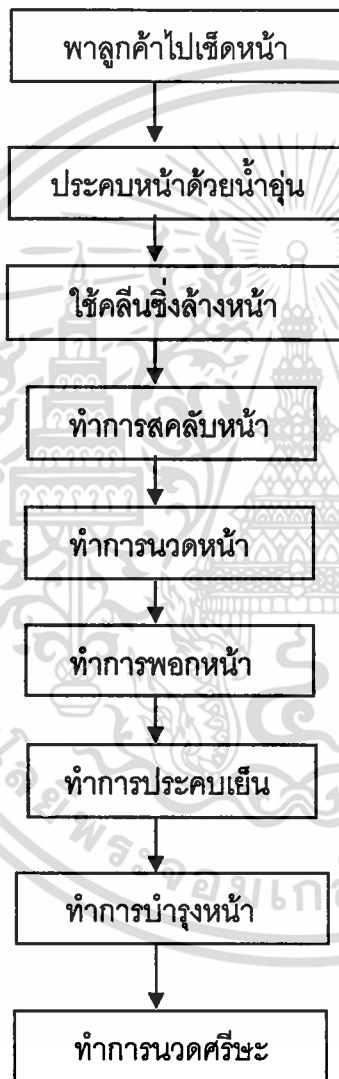 พาลูกค้าไปเช็ดหน้า
ประคบหน้าด้วยน้ำอุ่น
ใช้คลีนซิ่งล้างหน้า
ทำการสคลับหน้า
ทำการนวดหน้า
ทำการพอกหน้า
ทำการประคบเย็น
ทำการบำรุงหน้า
ทำการนวดศรีษะ